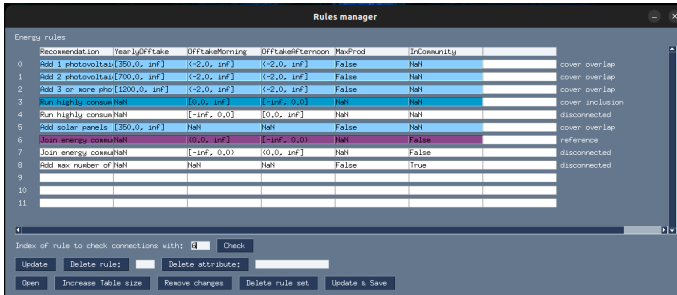 Rules manager
Energy rules
Recommendation YearlyOfftake OfftakeMorning OfftakeAfternoon MaxProd InCommunity
0 Add 1 photovoltai [350.0, inf] (-2.0, inf] (-2.0, inf] False NaN cover overlap
1 Add 2 photovoltai [700.0, inf] (-2.0, inf] (-2.0, inf] False NaN cover overlap
2 Add 3 or more pho [1200.0, inf] (-2.0, inf] (-2.0, inf] False NaN cover overlap
3 Run highly consum NaN [0.0, inf] [-inf, 0.0] NaN NaN cover inclusion
4 Run highly consum NaN [-inf, 0.0] [0.0, inf] NaN NaN disconnected
5 Add solar panels [350.0, inf] NaN NaN False NaN cover overlap
6 Join energy commu NaN (0.0, inf] [-inf, 0.0) NaN False reference
7 Join energy commu NaN [-inf, 0.0) (0.0, inf] NaN False disconnected
8 Add max number of NaN NaN NaN False True disconnected
9
10
11
Index of rule to check connections with: 6 Check
Update Delete rule: Delete attribute:
Open Increase Table size Remove changes Delete rule set Update & Save